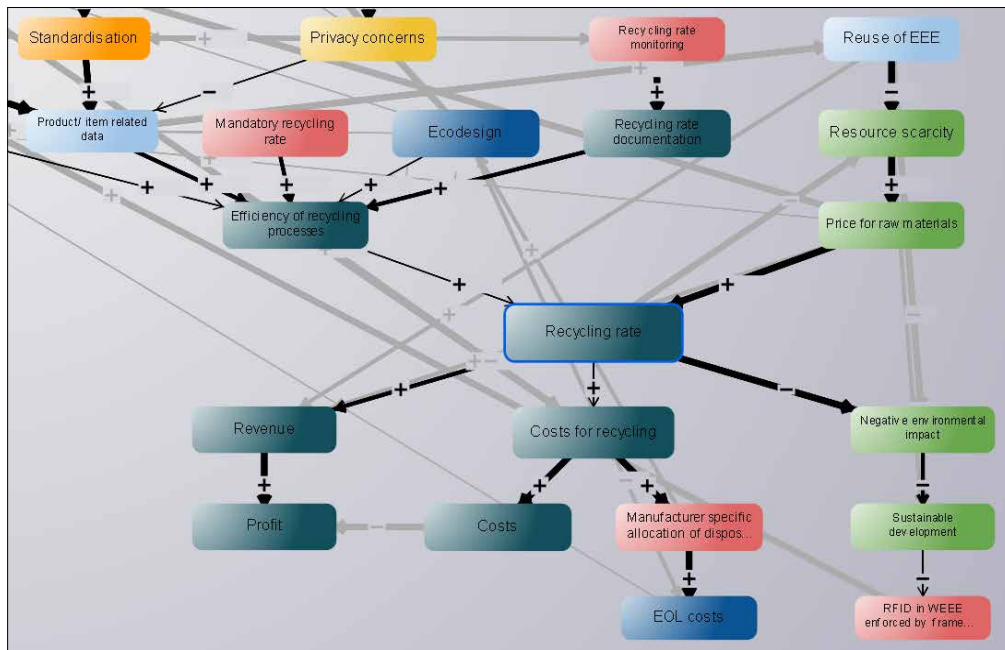 Standardisation
+
Privacy concerns
Recycling rate
monitoring
Reuse of EEE
+
+
−
+
−
Product/ item related
data
Mandatory recycling
rate
Ecodesign
Recycling rate
documentation
Resource scarcity
+
+
+
+
+
+
Efficiency of recycling
processes
Price for raw materials
+
+
Recycling rate
+
+
−
Revenue
Costs for recycling
Negative environmental
impact
+
+
+
−
Profit
−
Costs
Manufacturer specific
allocation of dispos...
Sustainable
development
+
−
EOL costs
RFID in WEEE
enforced by frame...